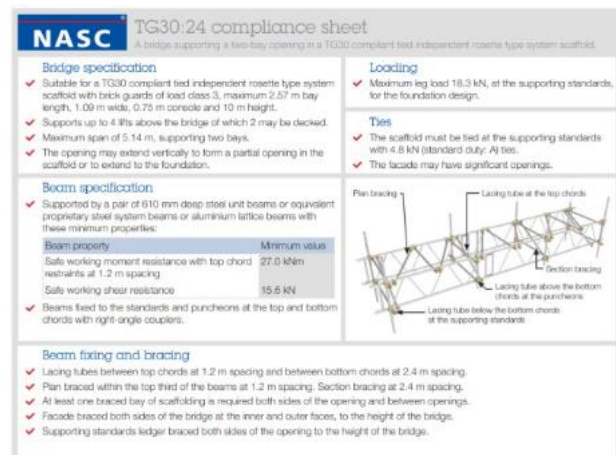 NASC
TG30:24 compliance sheet
A bridge supporting a two-bay opening in a TG30 compliant tied independent rosette type system scaffold.
Bridge specification
Suitable for a TG30 compliant tied independent rosette type system
scaffold with brick guards of load class 3, maximum 2.57 m bay
length, 1.09 m wide, 0.75 m console and 10 m height.
Supports up to 4 lifts above the bridge of which 2 may be decked.
Maximum span of 5.14 m, supporting two bays.
The opening may extend vertically to form a partial opening in the
scaffold or to extend to the foundation.
Loading
Maximum leg load 18.3 kN, at the supporting standards,
for the foundation design.
Ties
The scaffold must be tied at the supporting standards
with 4.8 kN (standard duty: A) ties.
The facade may have significant openings.
Beam specification
Supported by a pair of 610 mm deep steel unit beams or equivalent
proprietary steel system beams or aluminium lattice beams with
these minimum properties:
Beam property Minimum value
Safe working moment resistance with top chord 27.0 kNm
restraints at 1.2 m spacing
Safe working shear resistance 15.6 kN
Beams fixed to the standards and puncheons at the top and bottom
chords with right-angle couplers.
Plan bracing
Lacing tube at the top chords
Section bracing
Lacing tube above the bottom
chords at the puncheons
Lacing tube below the bottom chords
at the supporting standards
Beam fixing and bracing
Lacing tubes between top chords at 1.2 m spacing and between bottom chords at 2.4 m spacing.
Plan braced within the top third of the beams at 1.2 m spacing. Section bracing at 2.4 m spacing.
At least one braced bay of scaffolding is required both sides of the opening and between openings.
Facade braced both sides of the bridge at the inner and outer faces, to the height of the bridge.
Supporting standards ledger braced both sides of the opening to the height of the bridge.